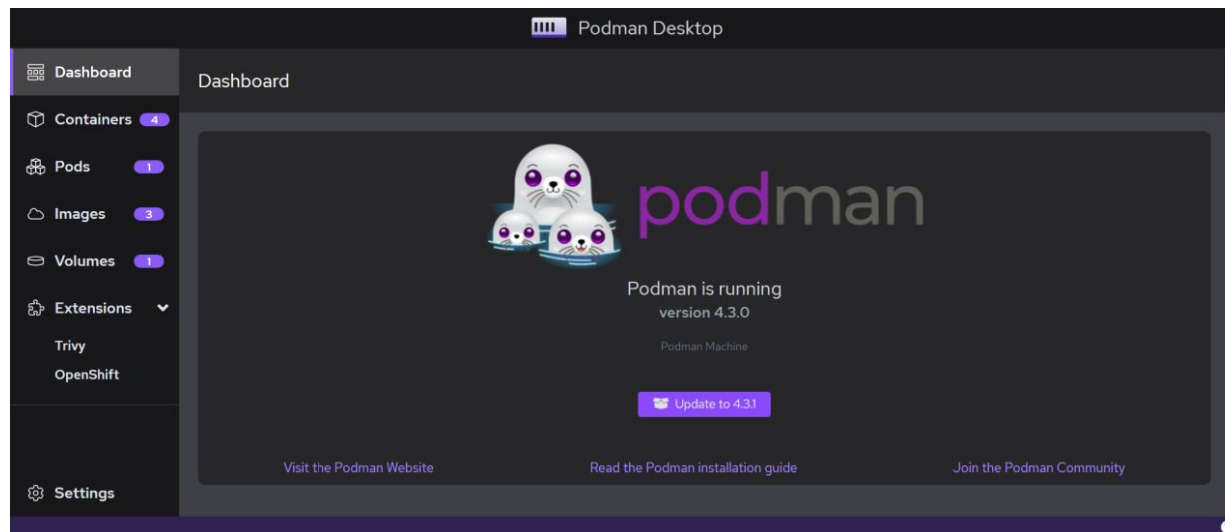 Podman Desktop
Dashboard
Containers 4
Pods 1
Images 3
Volumes 1
Extensions
Trivy
OpenShift
Settings
Dashboard
podman
Podman is running
version 4.3.0
Podman Machine
Update to 4.3.1
Visit the Podman Website
Read the Podman installation guide
Join the Podman Community